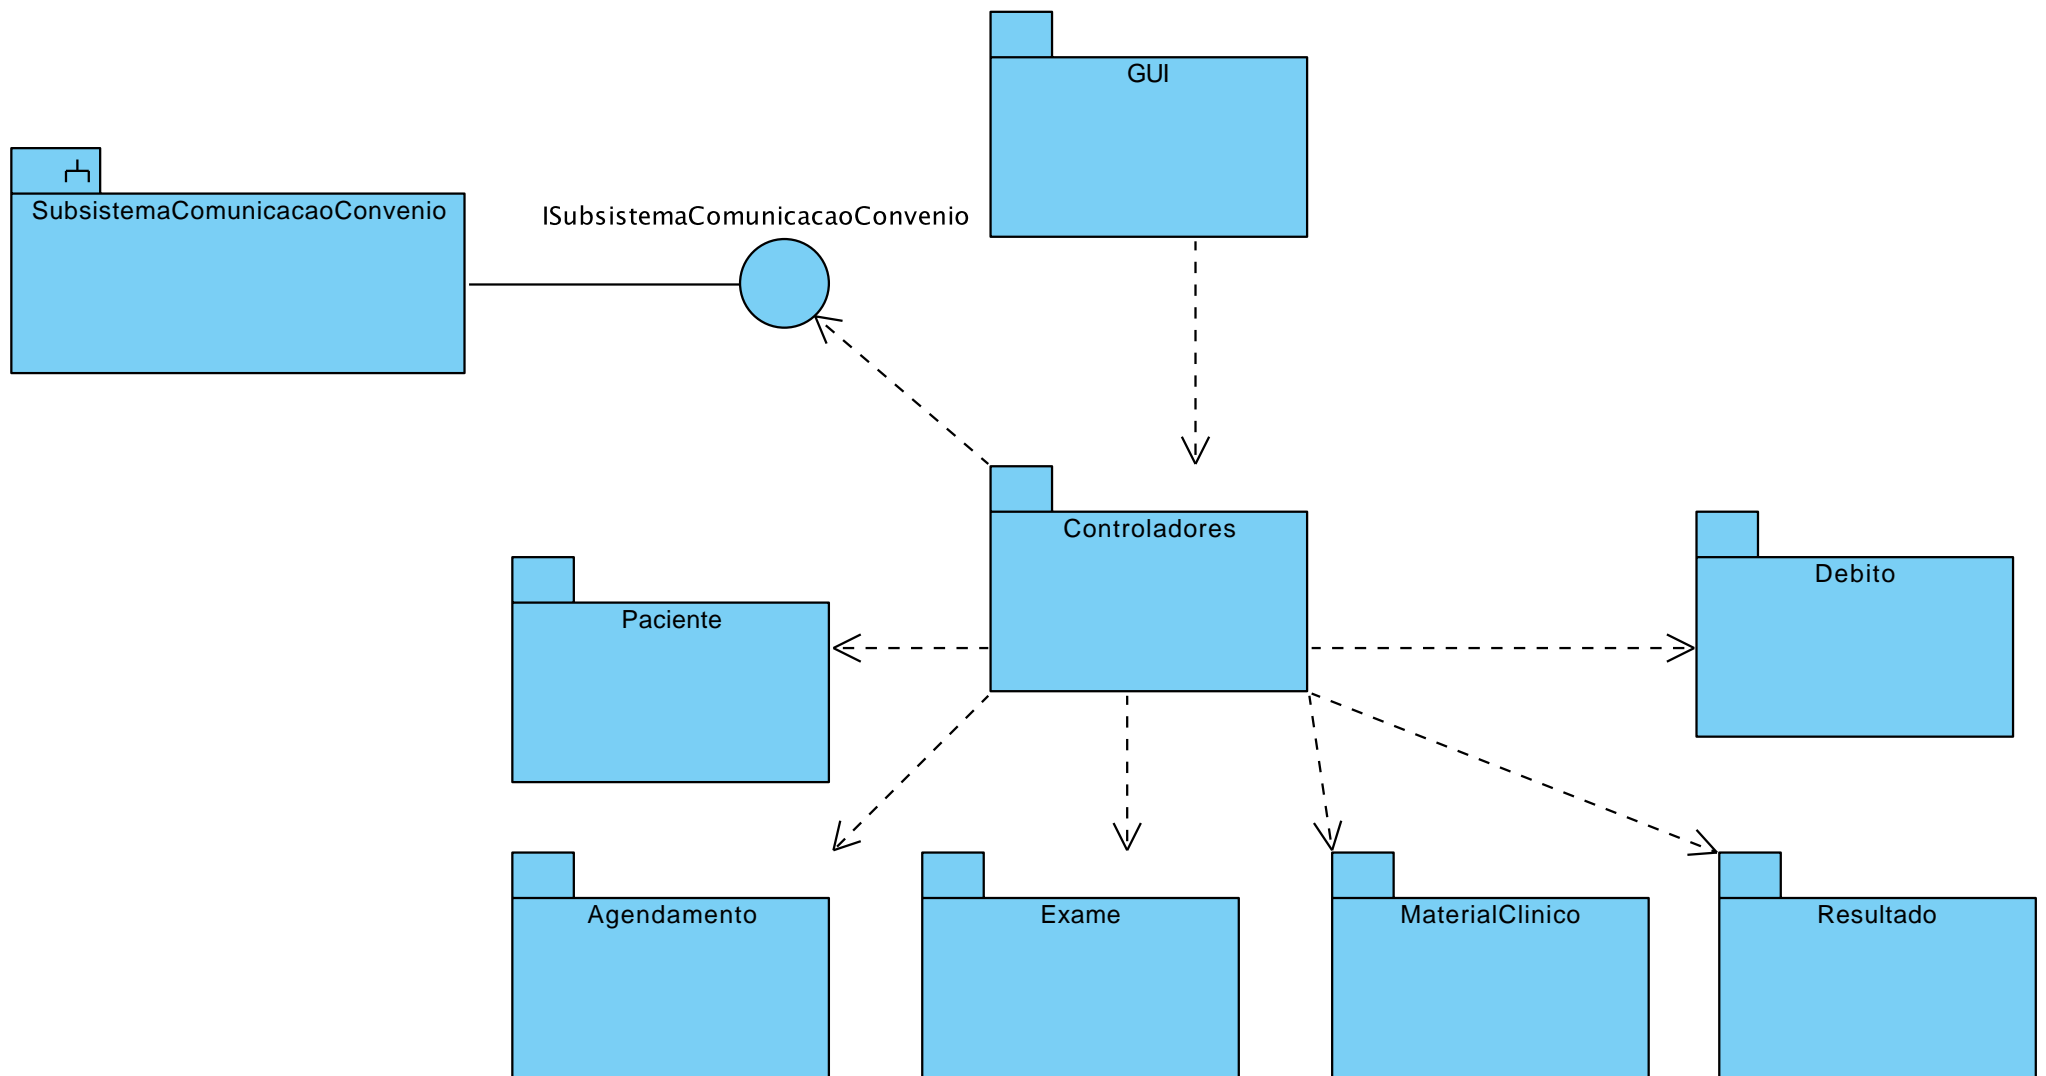 GUI
SubsistemaComunicacaoConvenio
ISubsistemaComunicacaoConvenio
Controladores
Debito
Paciente
Agendamento
Exame
MaterialClinico
Resultado